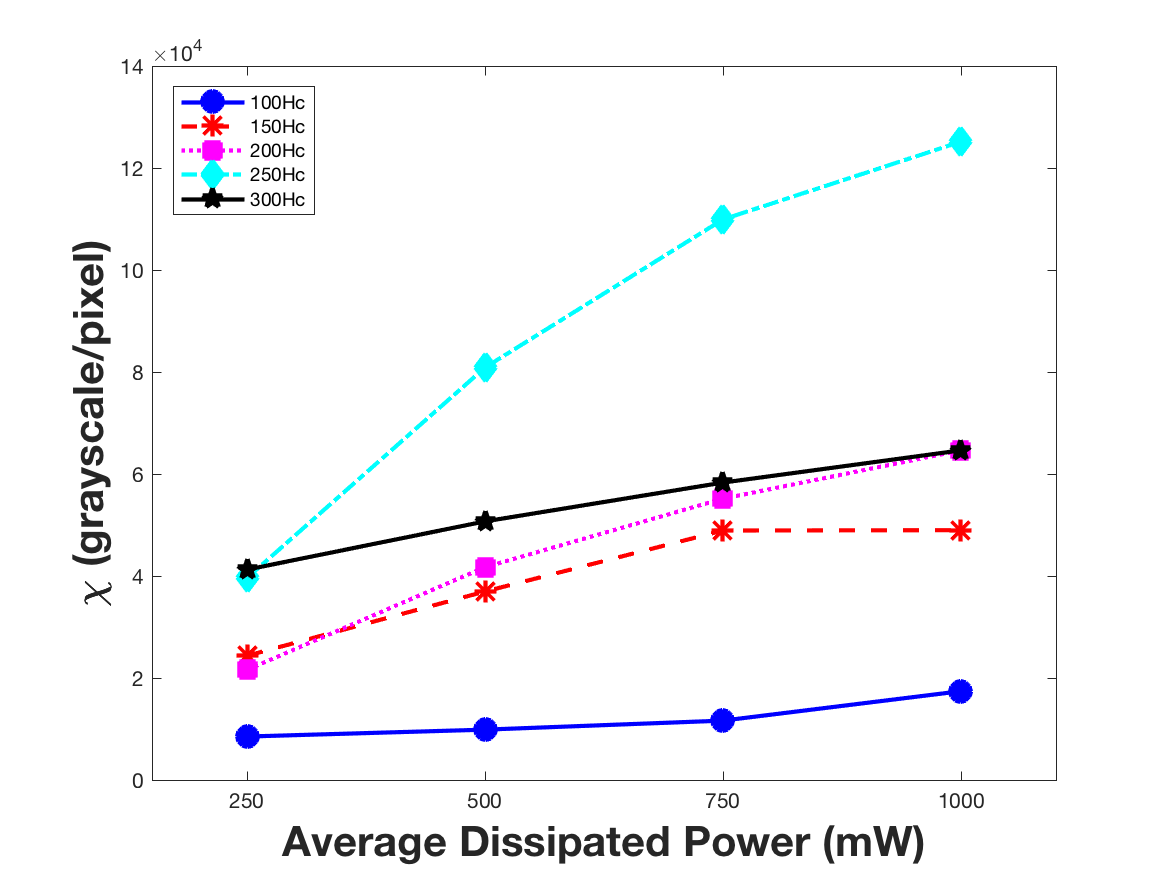 ×10⁴
14
12
10
8
6
4
2
0
χ (grayscale/pixel)
100Hc
150Hc
200Hc
250Hc
300Hc
250 500 750 1000
Average Dissipated Power (mW)